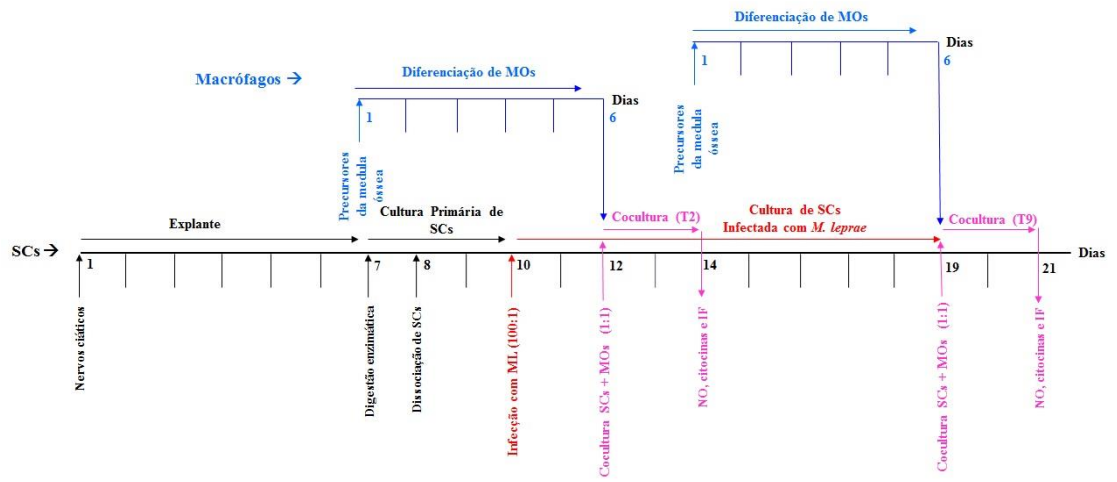 Diferenciação de MOs
Dias
1
6
Precursores
da medula
óssea
Diferenciação de MOs
Macrófagos →
Dias
1
6
Precursores
da medula
óssea
Explante
Cultura Primária de
SCs
Cocultura (T2)
Cultura de SCs
Infectada com M. leprae
Cocultura (T9)
SCs →
Dias
1
7
8
10
12
14
19
21
Nervos ciáticos
Digestão enzimática
Dissociação de SCs
Infecção com ML (100:1)
Cocultura SCs + MOs (1:1)
NO, citocinas e IF
Cocultura SCs + MOs (1:1)
NO, citocinas e IF